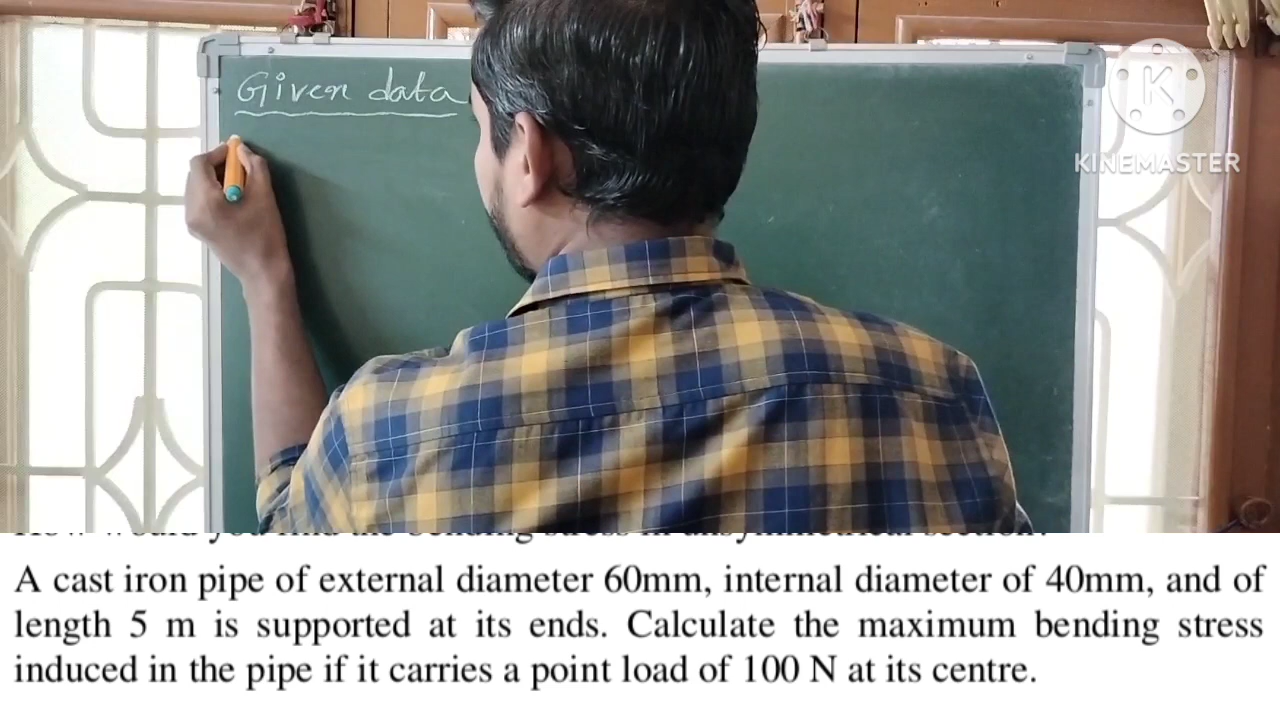 Given data
K
KINEMASTER
A cast iron pipe of external diameter 60mm, internal diameter of 40mm, and of
length 5 m is supported at its ends. Calculate the maximum bending stress
induced in the pipe if it carries a point load of 100 N at its centre.